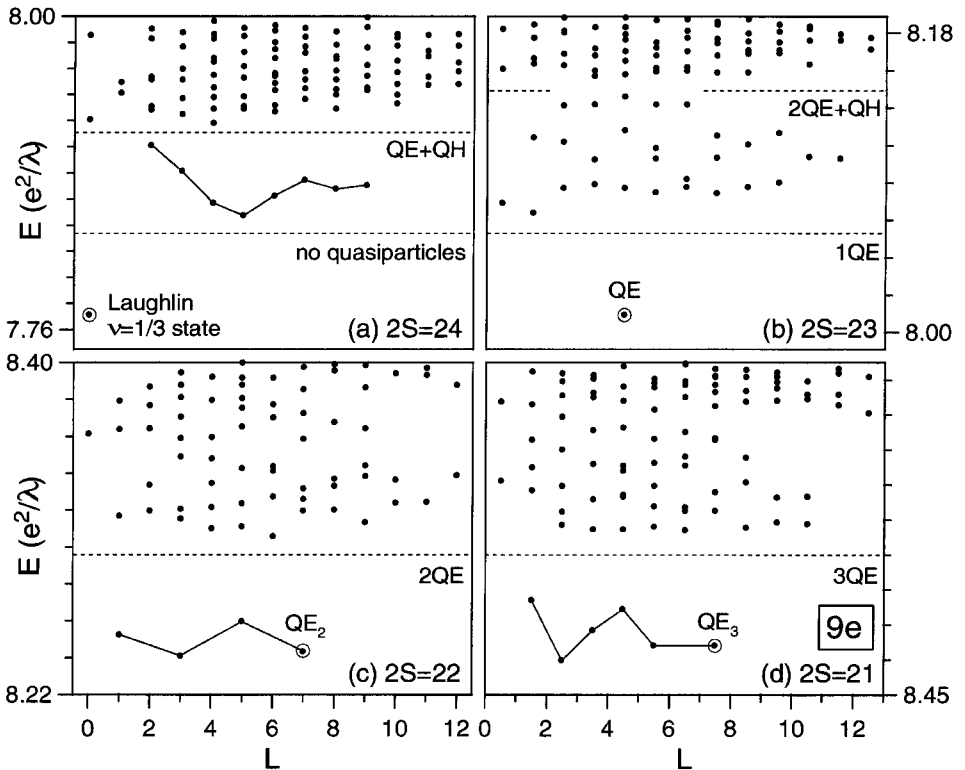 8.00
E (e²/λ)
QE+QH
no quasiparticles
Laughlin
ν=1/3 state
(a) 2S=24
7.76
8.18
2QE+QH
1QE
QE
(b) 2S=23
8.00
8.40
E (e²/λ)
2QE
QE₂
(c) 2S=22
8.22
0 2 4 6 8 10 12
L
3QE
QE₃
9e
(d) 2S=21
8.45
0 2 4 6 8 10 12
L